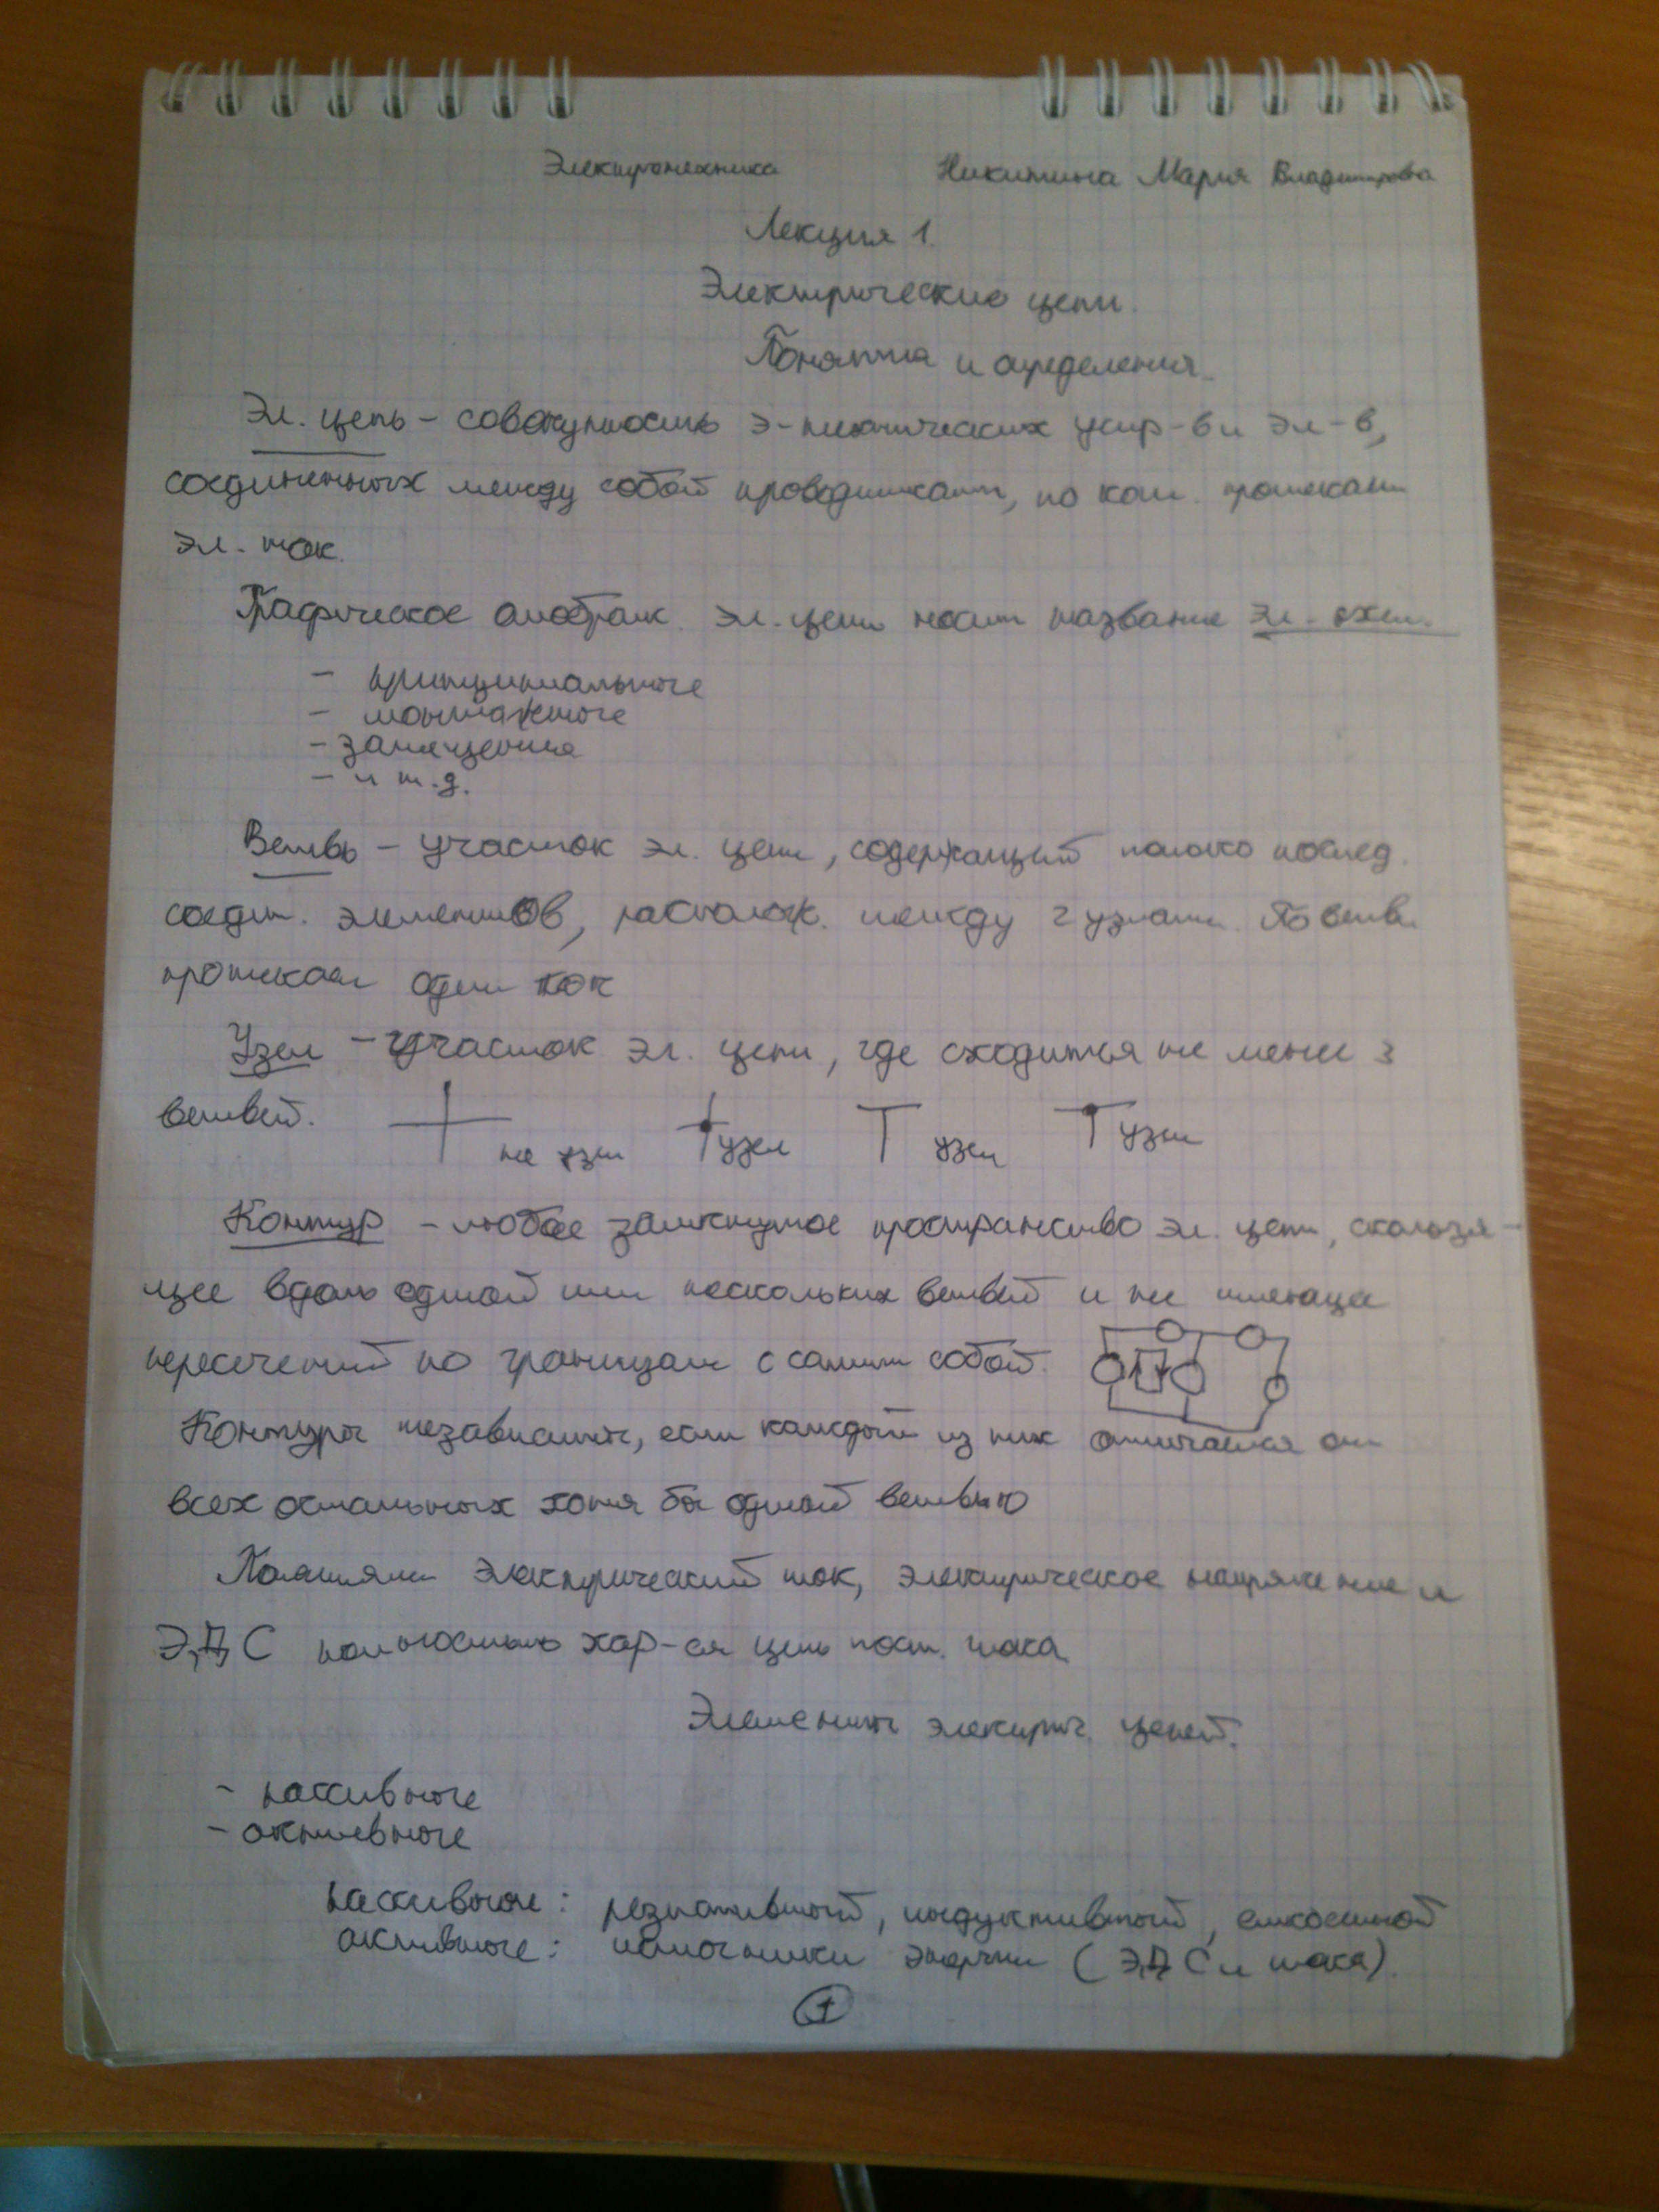 Электротехника Никитина Мария Владимировна
Лекция 1.
Электрические цепи.
Понятия и определения.
Эл. цепь - совокупность э-технических устр-в и эл-в,
соединенных между собой проводниками, по кот. протекает
эл. ток.
Графическое изображ. эл. цепи носит название эл. схем.
- принципиальные
- монтажные
- замещения
- и т.д.
Ветвь - участок эл. цепи, содержащий только послед.
соедин. элементов, располож. между 2 узлами. По ветви
протекает один ток
Узел - участок эл. цепи, где сходится не менее 3
ветвей. не узел узел узел узел
Контур - любое замкнутое пространство эл. цепи, скользя-
щее вдоль одной или нескольких ветвей и не имеющее
пересечений по границам с самим собой.
Контуры независимы, если каждый из них отличается от
всех остальных хотя бы одной ветвью
электрический ток, электрическое напряжение и
ЭДС полностью хар-ся цепь пост. тока
Элементы электрич. цепей.
- пассивные
- активные
пассивные: резистивный, индуктивный, емкостной
активные: источники энергии (ЭДС и тока).
1